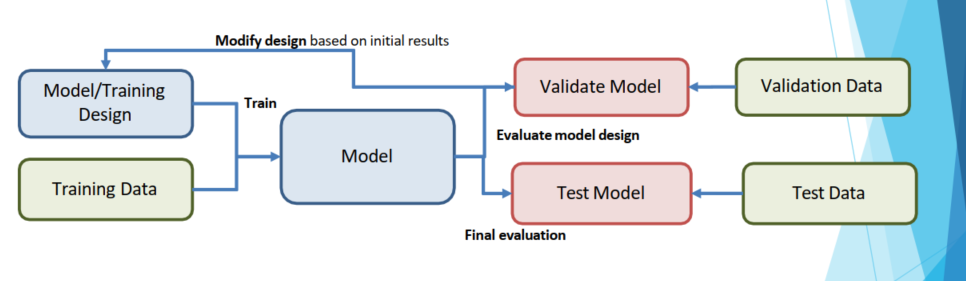 Modify design based on initial results
Model/Training
Design
Train
Training Data
Model
Validate Model
Validation Data
Evaluate model design
Test Model
Test Data
Final evaluation